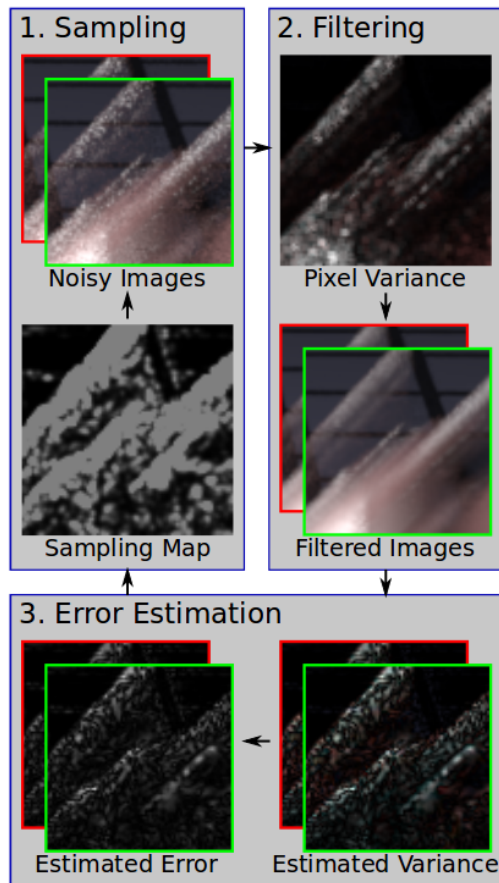 1. Sampling
Noisy Images
Sampling Map
2. Filtering
Pixel Variance
Filtered Images
3. Error Estimation
Estimated Error
Estimated Variance